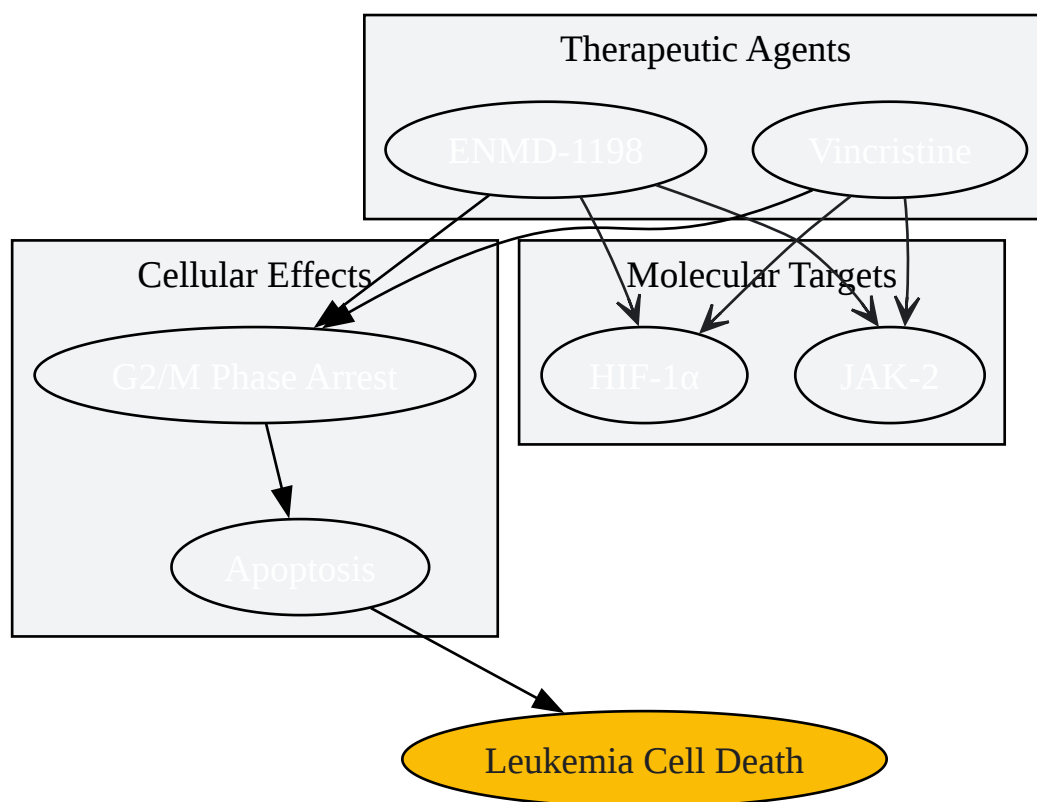 Therapeutic Agents
ENMD-1198
Vincristine
Cellular Effects
Molecular Targets
G2/M Phase Arrest
HIF-1α
JAK-2
Apoptosis
Leukemia Cell Death